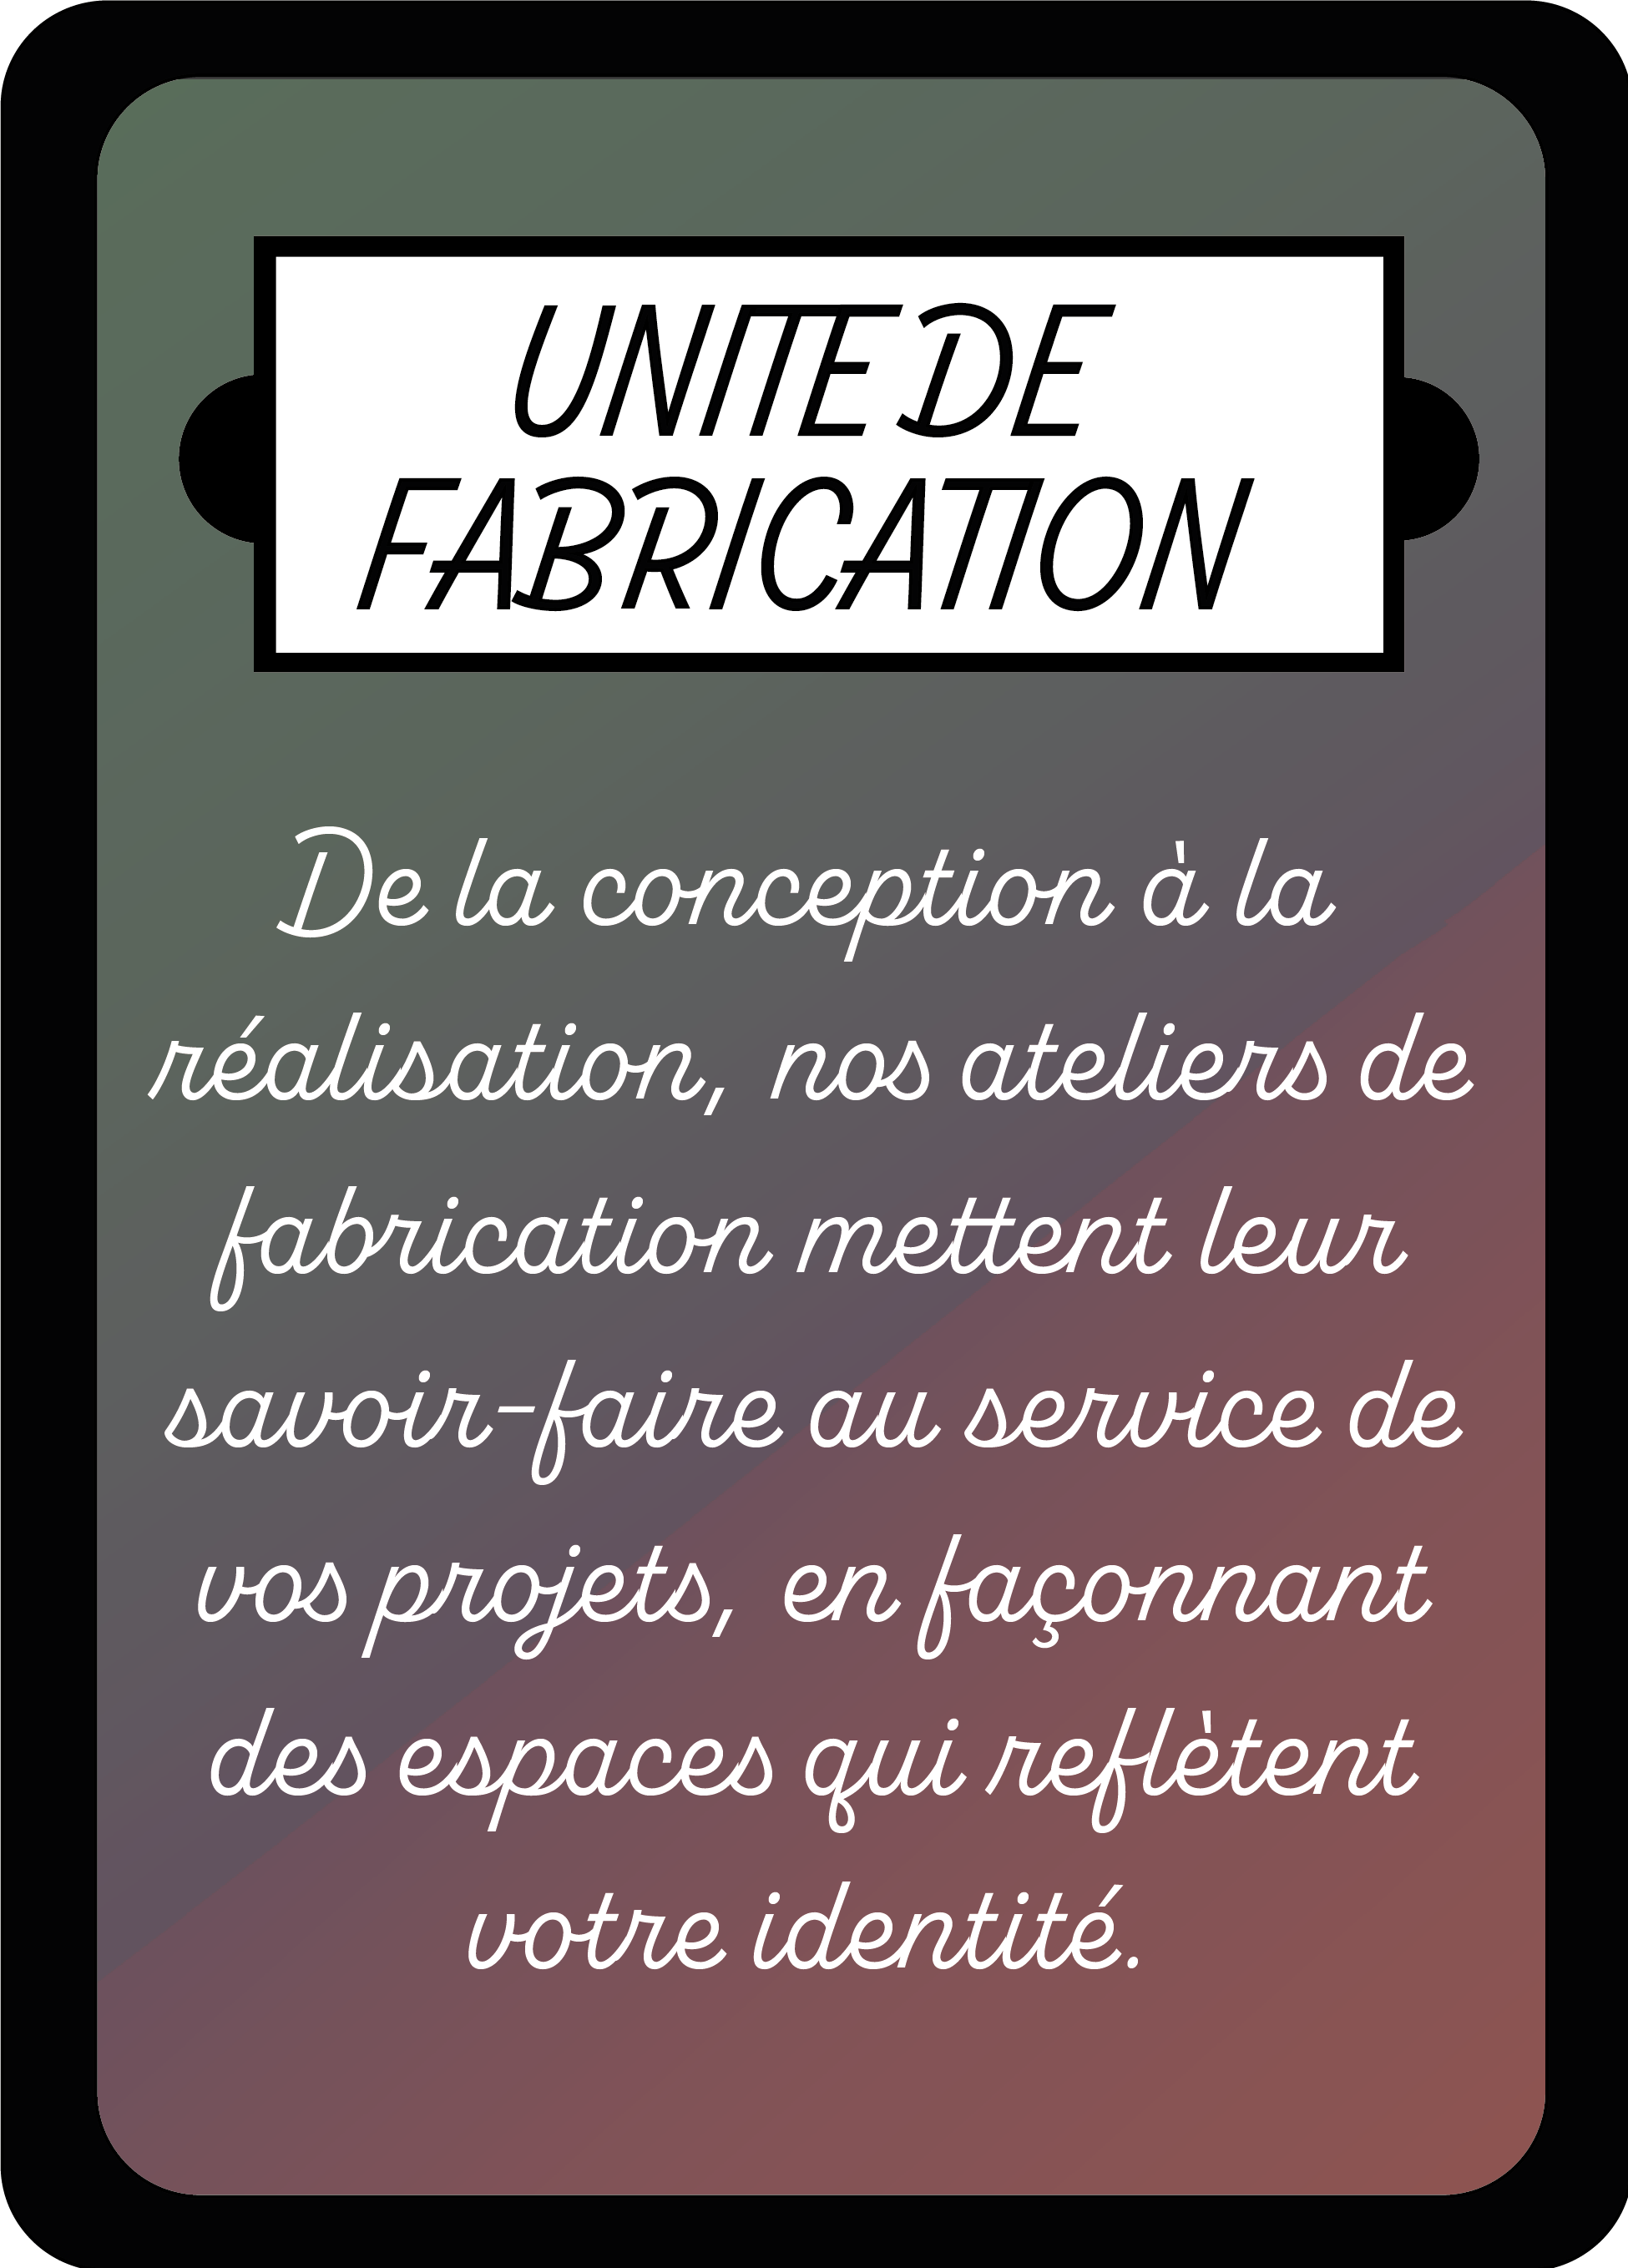 UNITE DE
FABRICATION
De la conception à la
réalisation, nos ateliers de
fabrication mettent leur
savoir-faire au service de
vos projets, en façonnant
des espaces qui reflètent
votre identité.